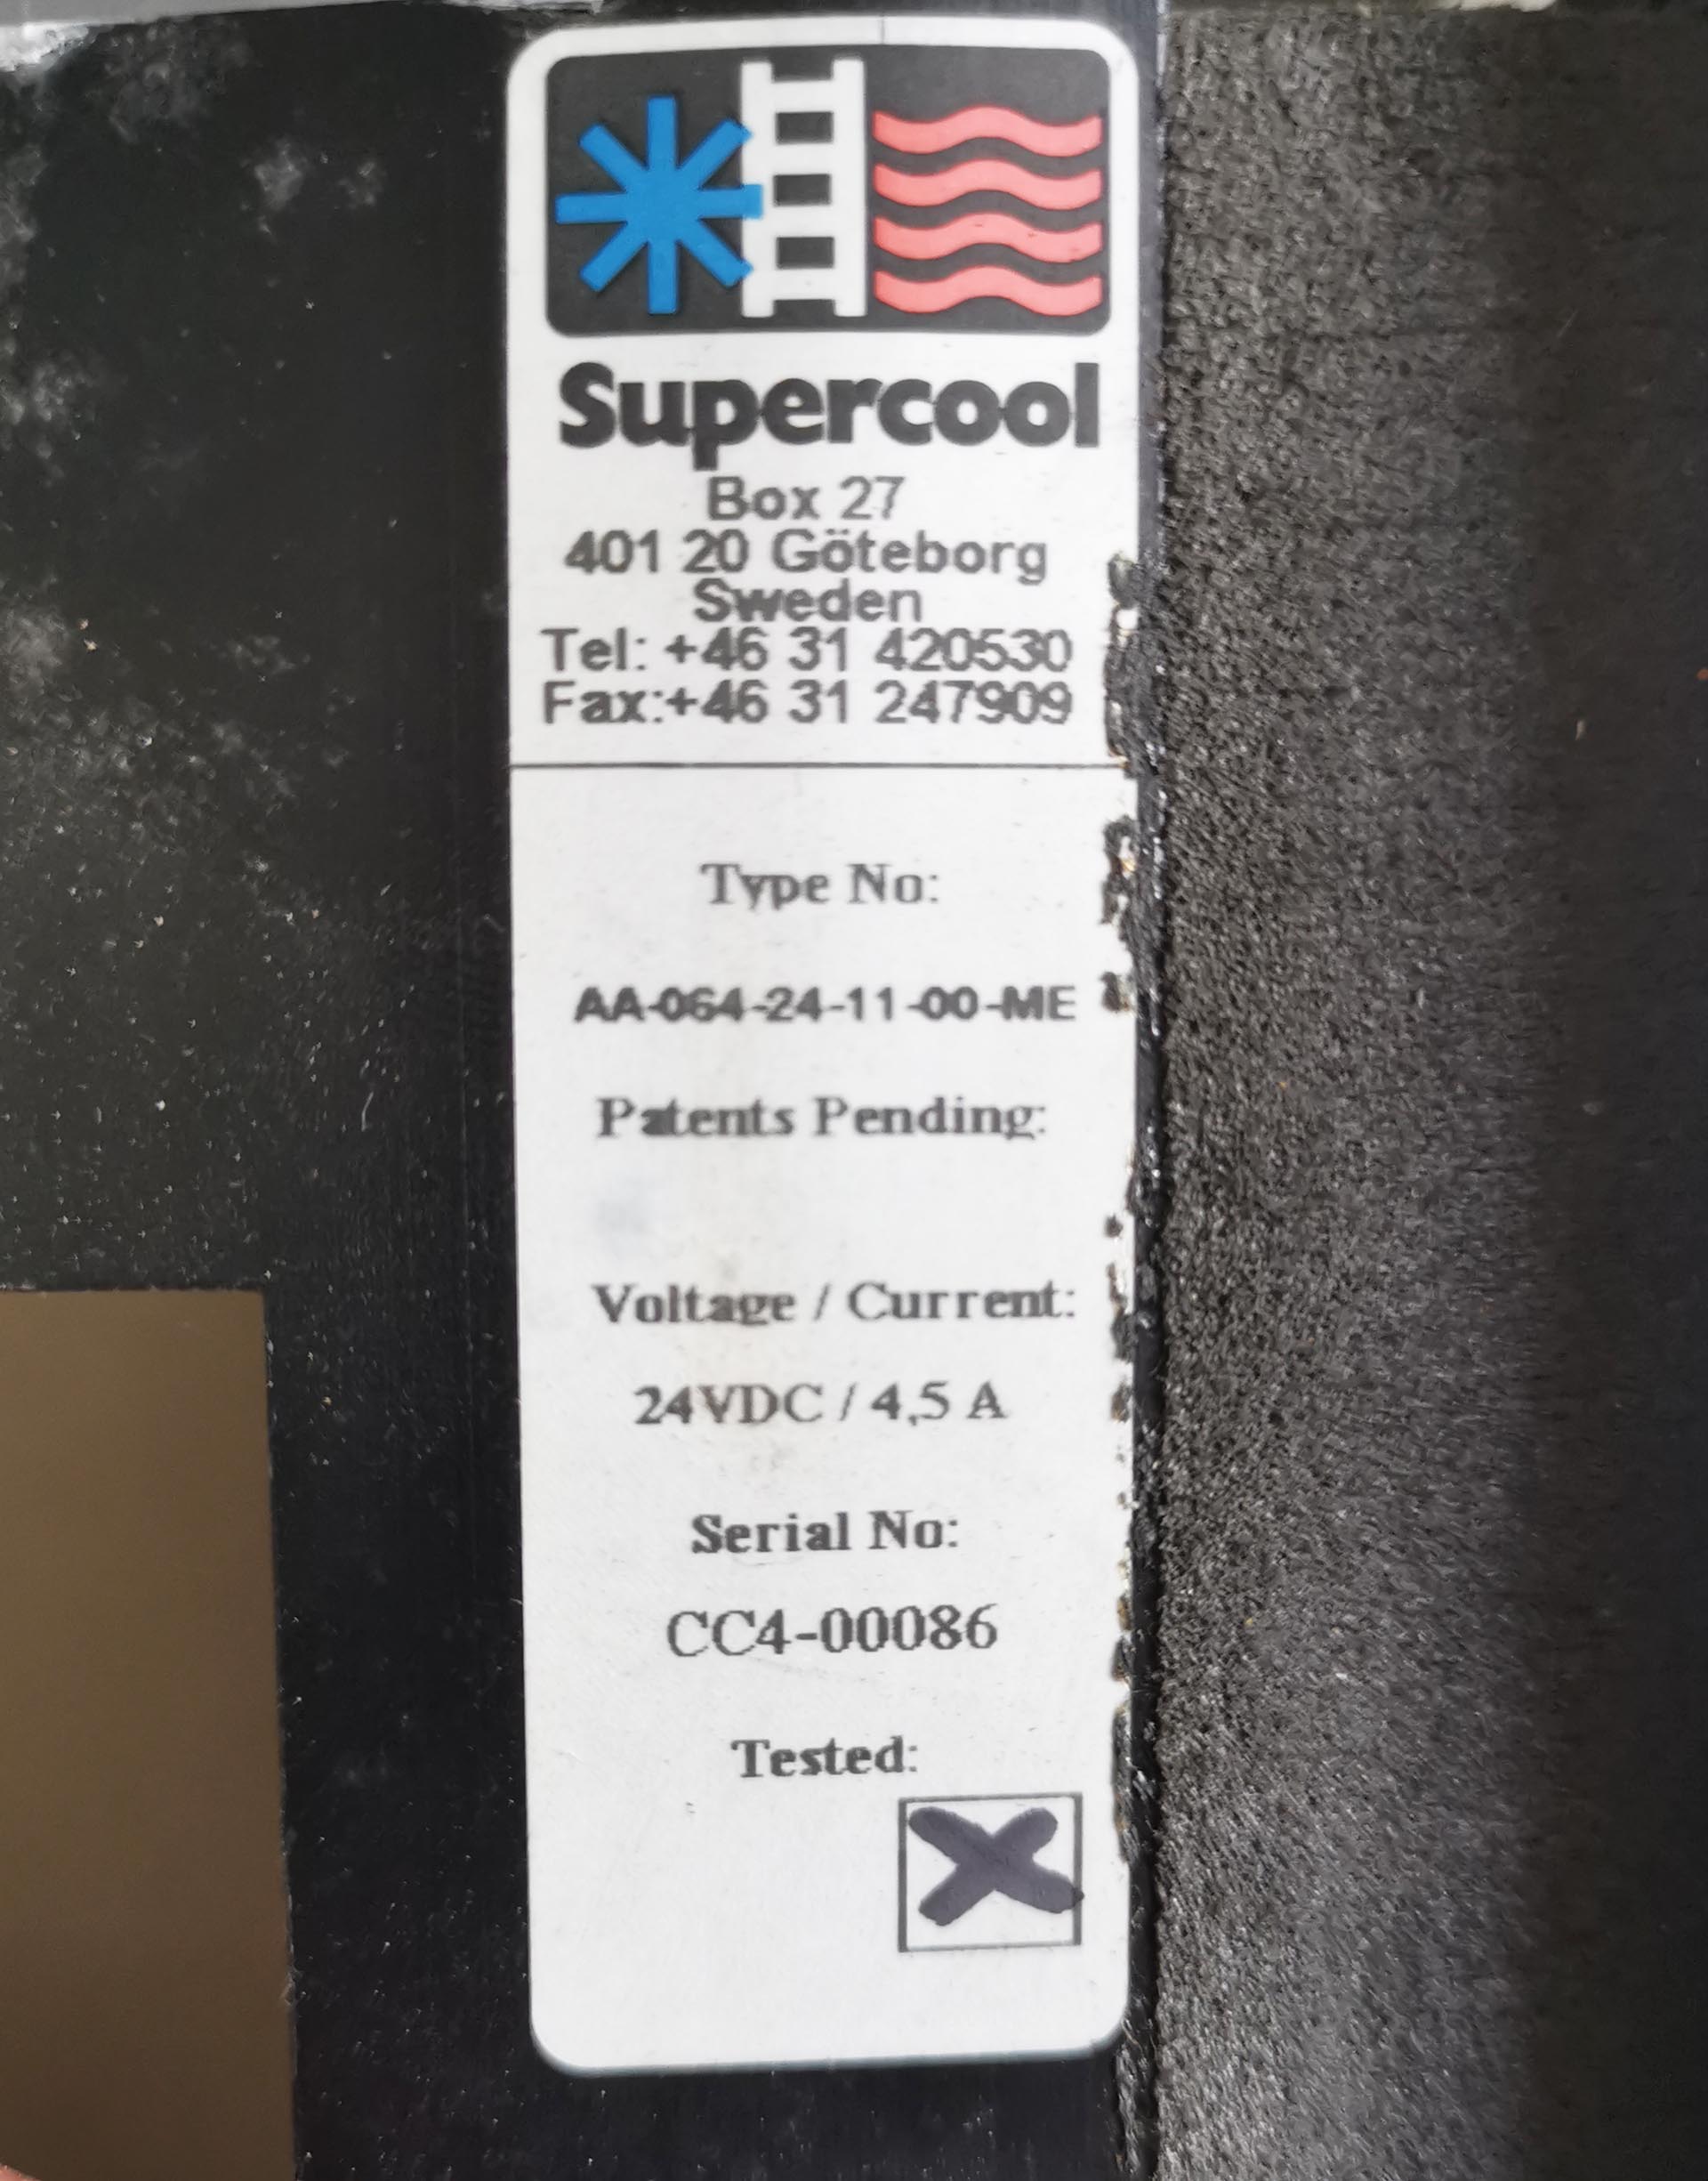 Supercool
Box 27
401 20 Göteborg
Sweden
Tel: +46 31 420530
Fax:+46 31 247909
Type No:
AA-064-24-11-00-ME
Patents Pending:
Voltage / Current:
24VDC / 4,5 A
Serial No:
CC4-00086
Tested: